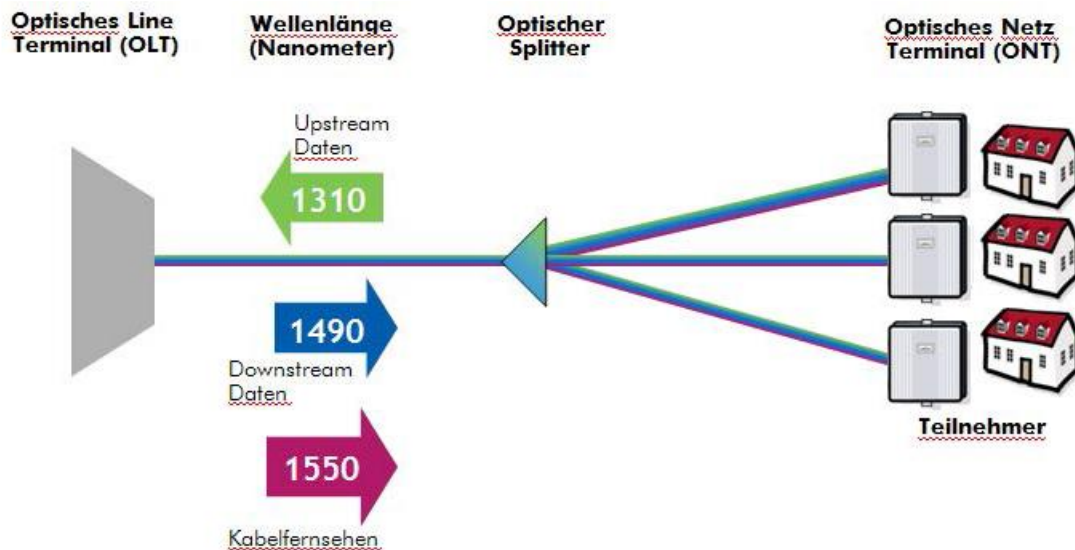 Optisches Line
Terminal (OLT)
Wellenlänge
(Nanometer)
Optischer
Splitter
Optisches Netz
Terminal (ONT)
Upstream
Daten
1310
1490
Downstream
Daten
1550
Kabelfernsehen
Teilnehmer